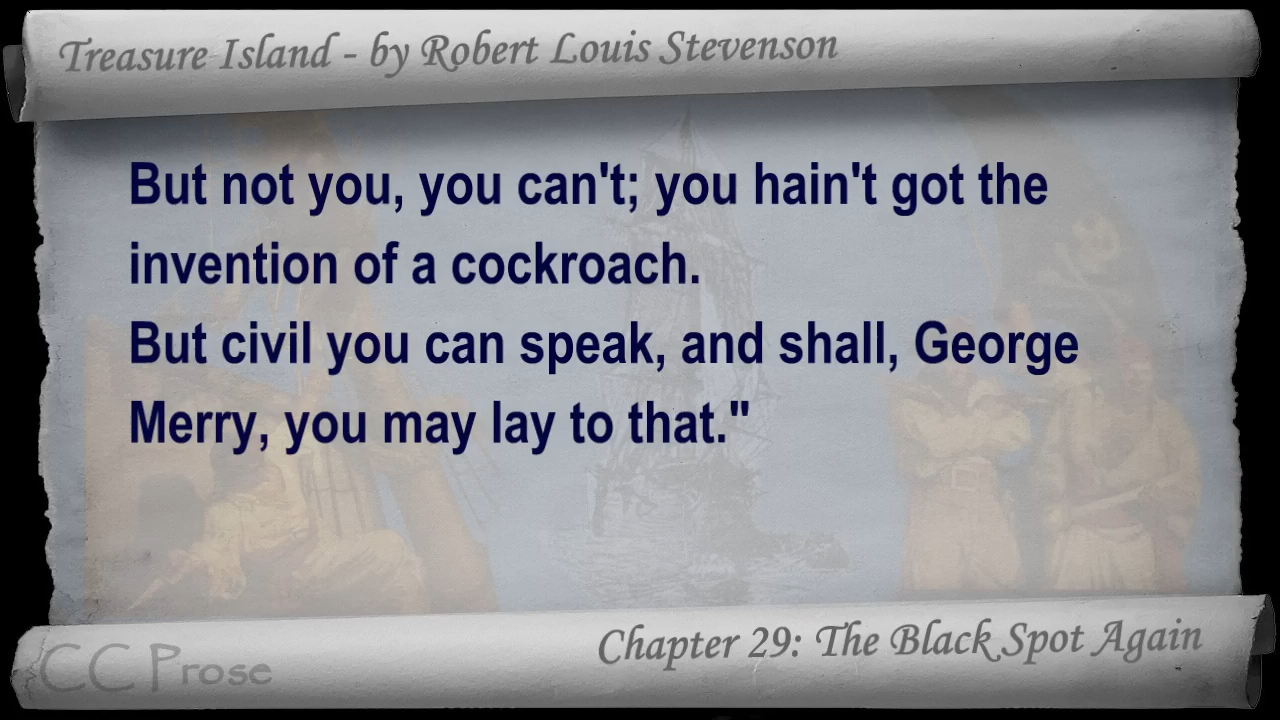 Treasure Island - by Robert Louis Stevenson
But not you, you can't; you hain't got the
invention of a cockroach.
But civil you can speak, and shall, George
Merry, you may lay to that."
Chapter 29: The Black Spot Again
CC Prose